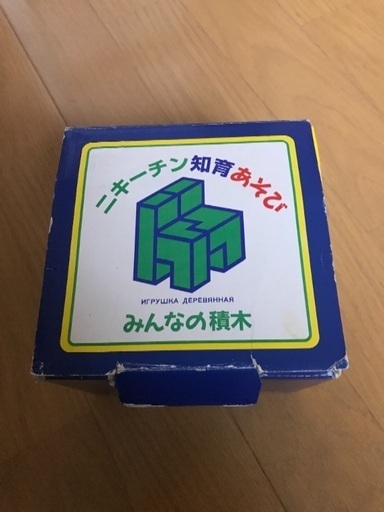 ニキーチン知育あそび
ИГРУШКА ДЕРЕВЯННАЯ
みんなの積木